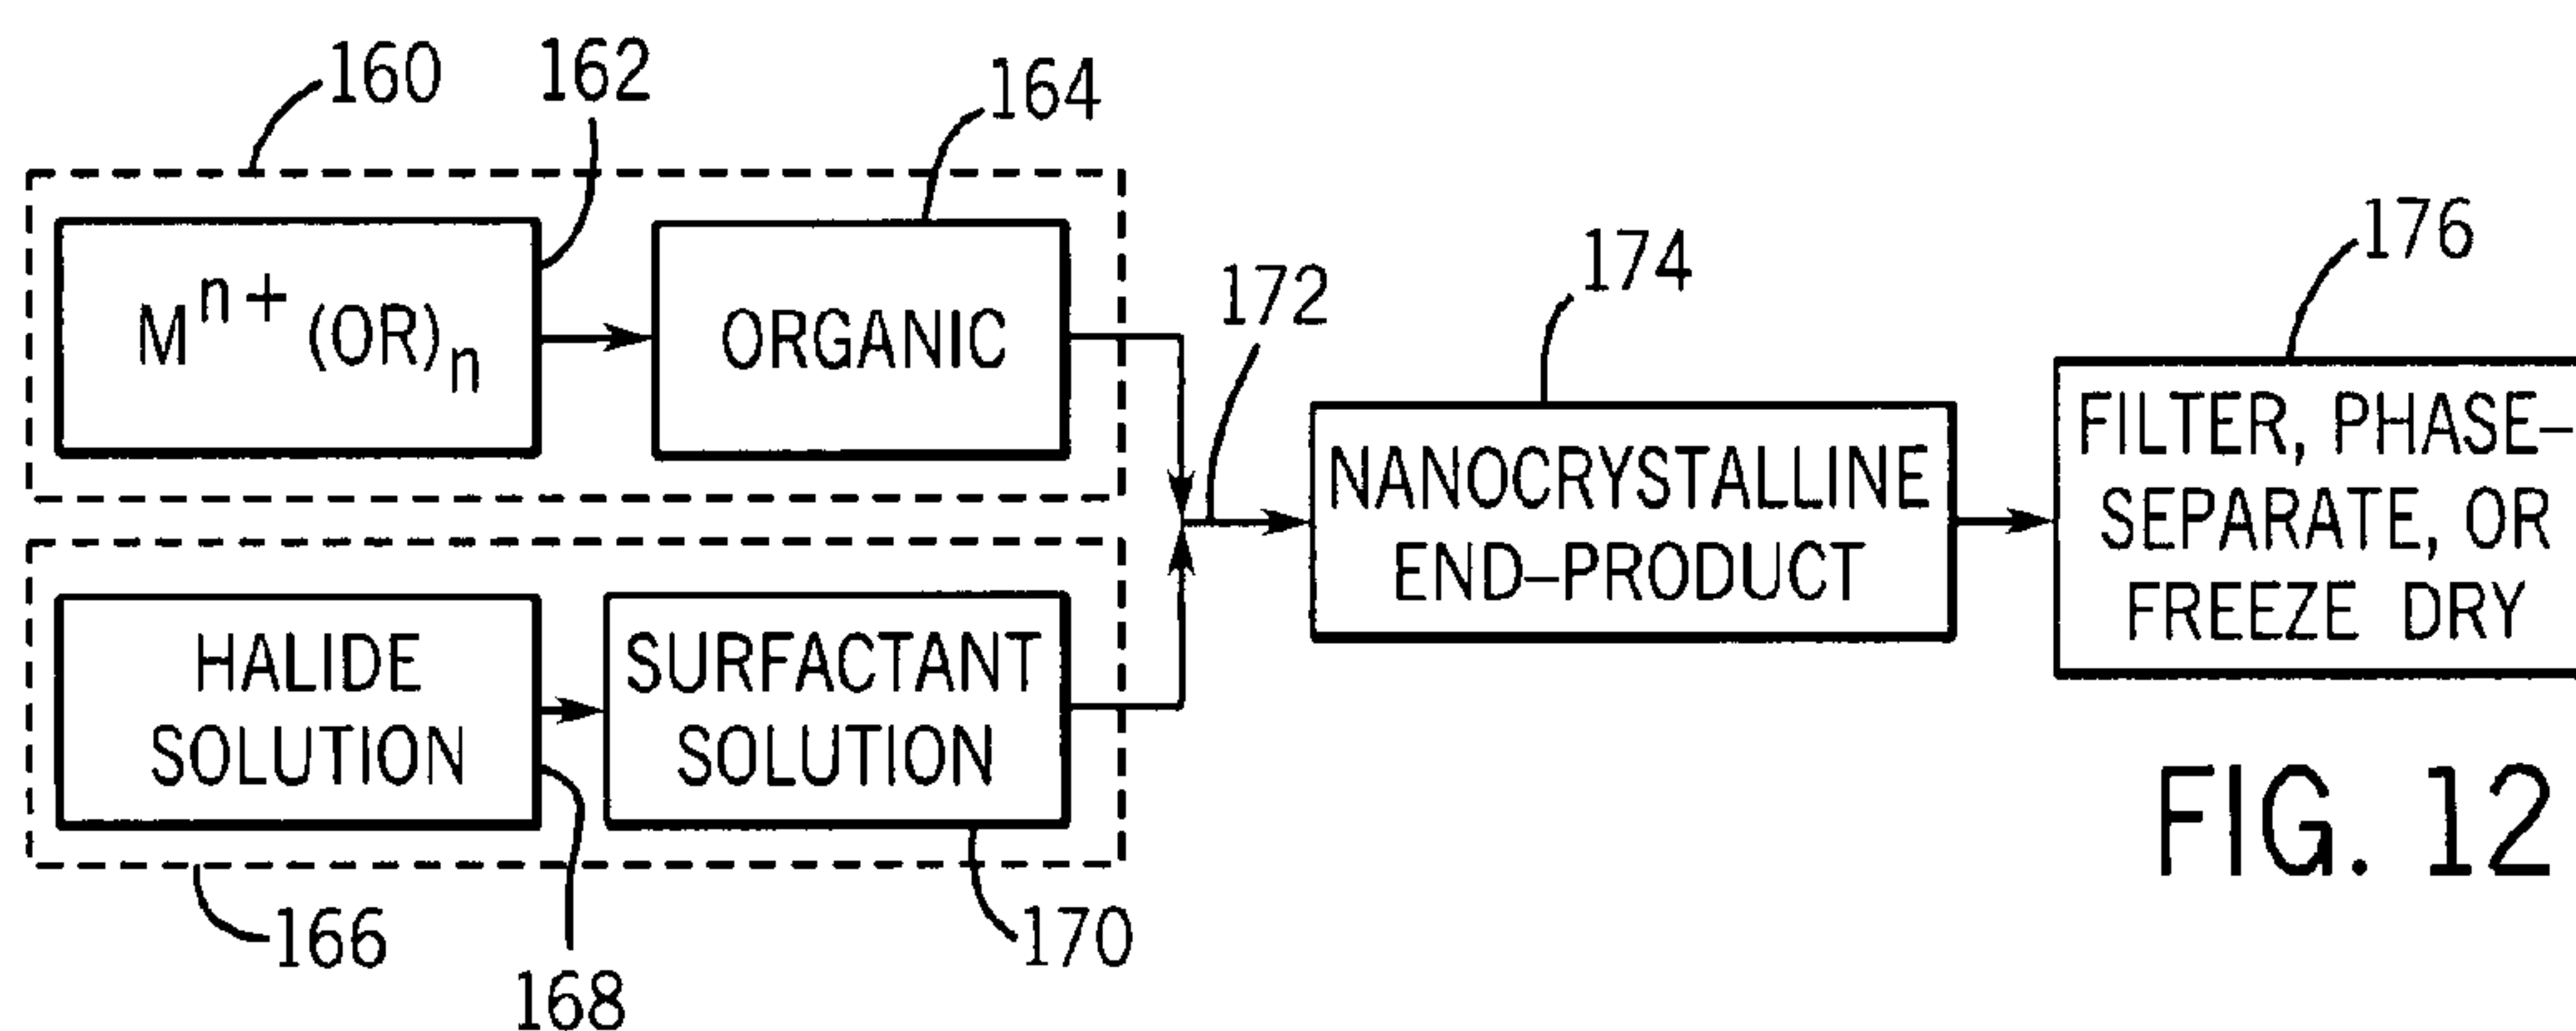 160
162
164
M^n+ (OR)_n
ORGANIC
172
174
176
NANOCRYSTALLINE
END–PRODUCT
FILTER, PHASE–
SEPARATE, OR
FREEZE DRY
HALIDE
SOLUTION
SURFACTANT
SOLUTION
166
168
170
FIG. 12